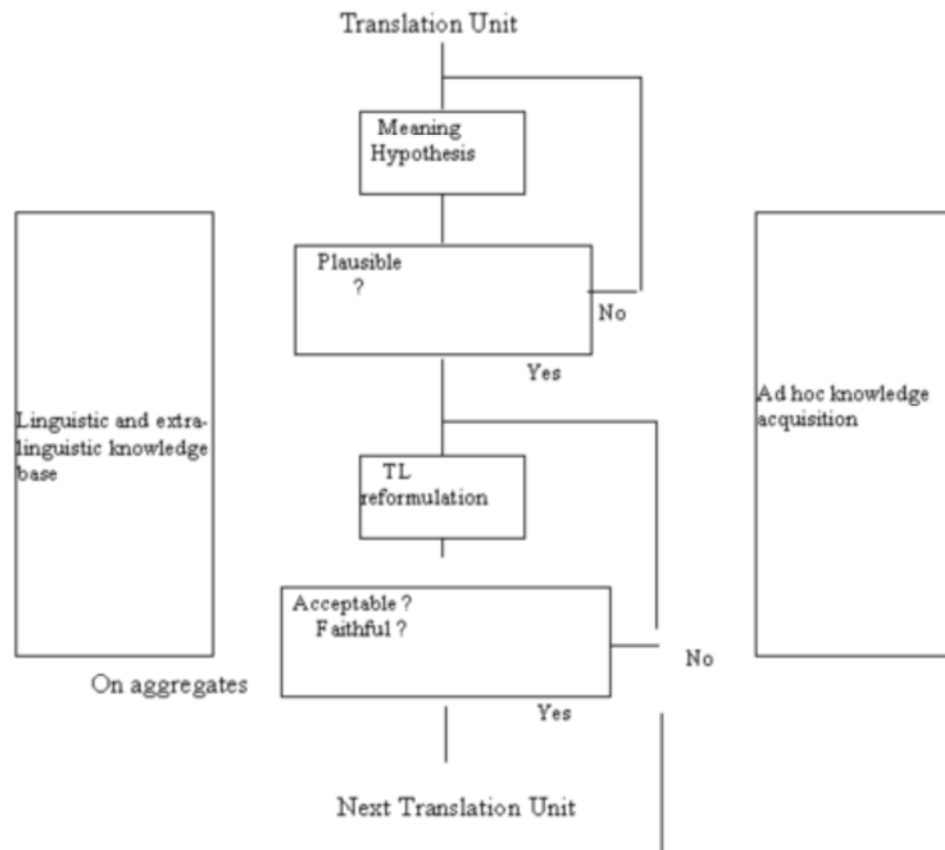 Translation Unit
Meaning
Hypothesis
Plausible
?
No
Yes
Linguistic and extra-
linguistic knowledge
base
Ad hoc knowledge
acquisition
TL
reformulation
Acceptable ?
Faithful ?
No
On aggregates
Yes
Next Translation Unit